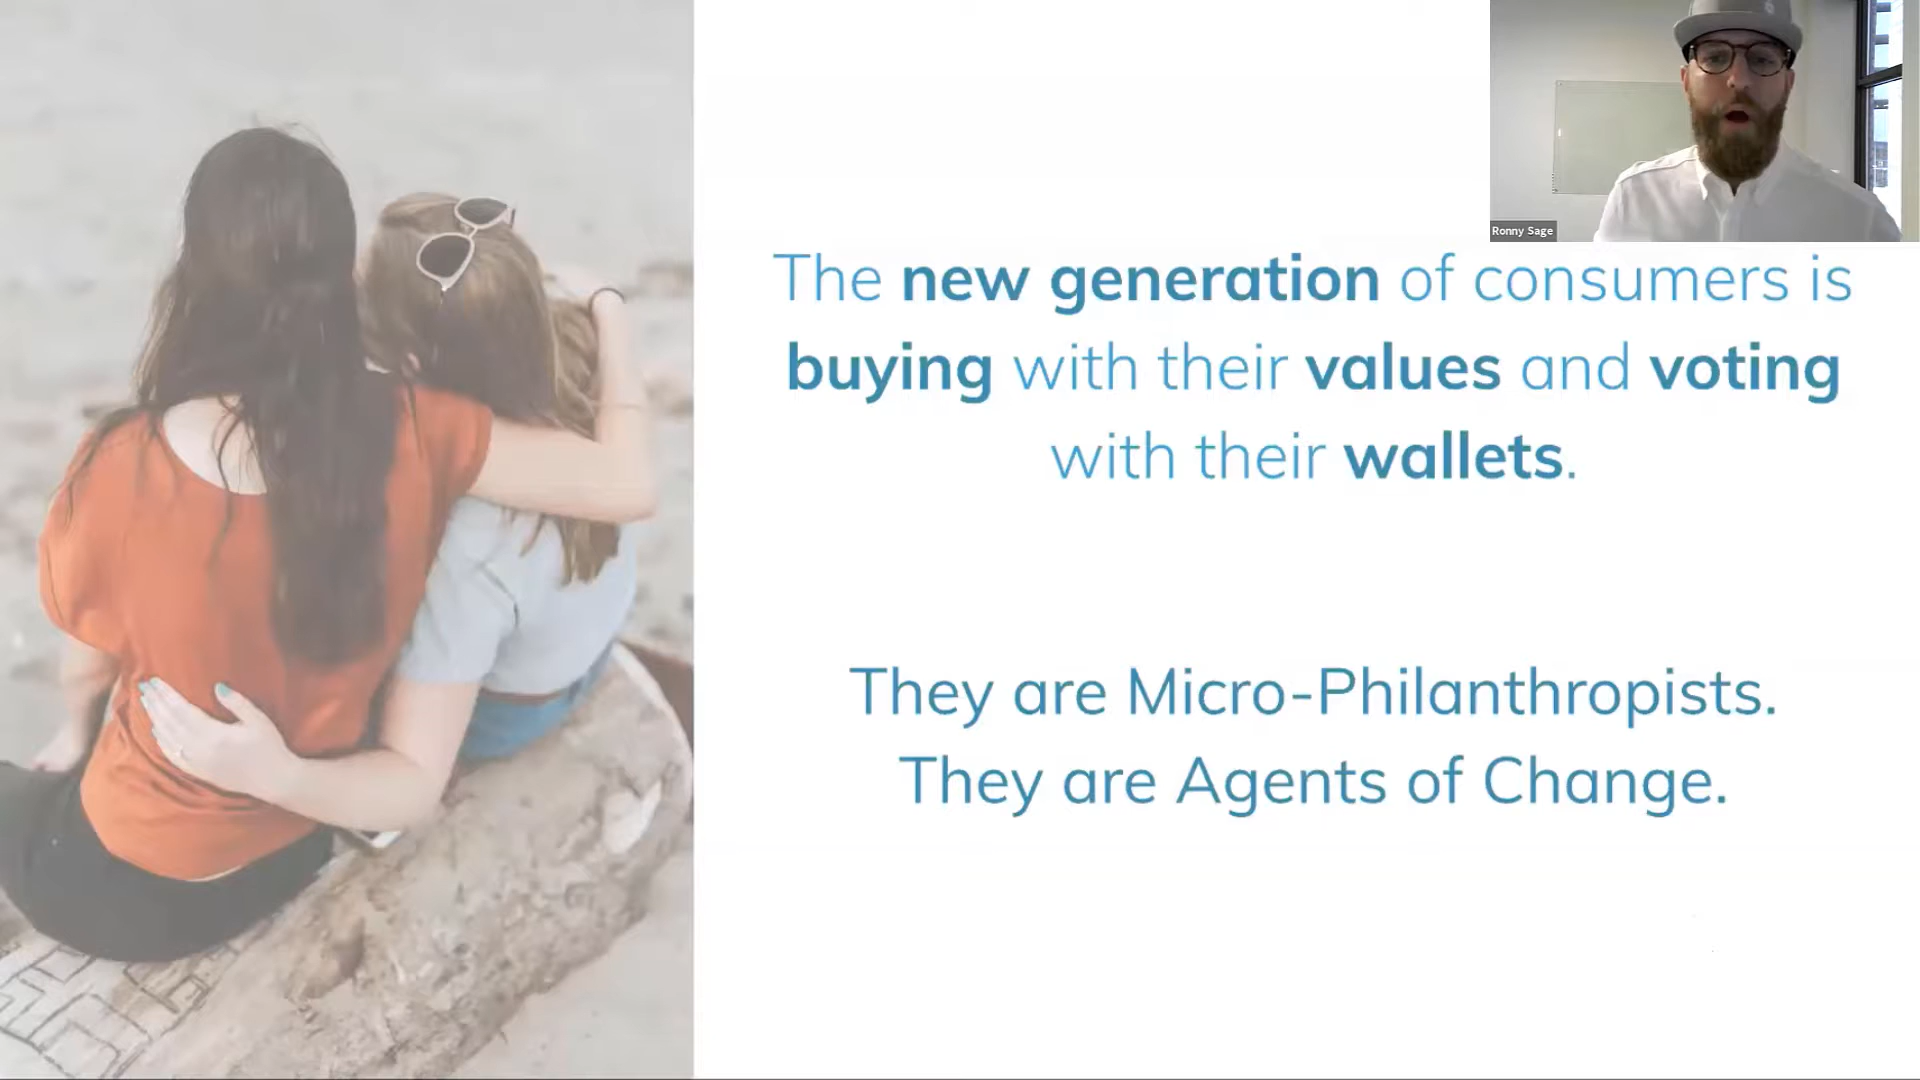 Ronny Sage
The new generation of consumers is
buying with their values and voting
with their wallets.
They are Micro-Philanthropists.
They are Agents of Change.